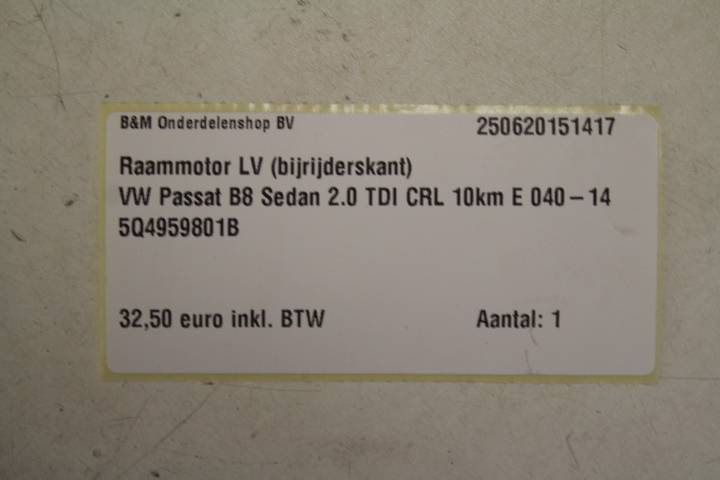 B&M Onderdelenshop BV 250620151417
Raammotor LV (bijrijderskant)
VW Passat B8 Sedan 2.0 TDI CRL 10km E 040-14
5Q4959801B
32,50 euro inkl. BTW Aantal: 1